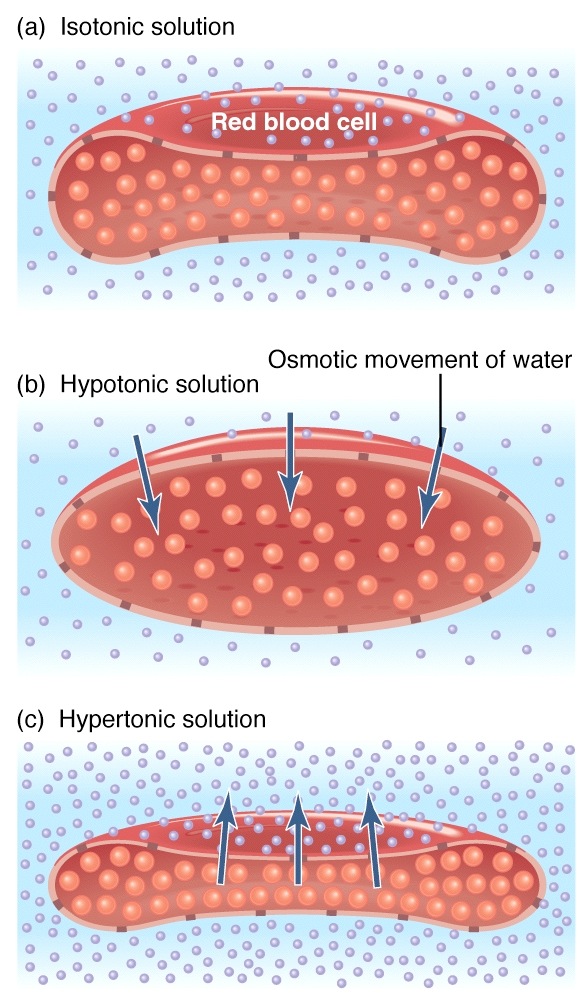 (a) Isotonic solution
Red blood cell
Osmotic movement of water
(b) Hypotonic solution
(c) Hypertonic solution